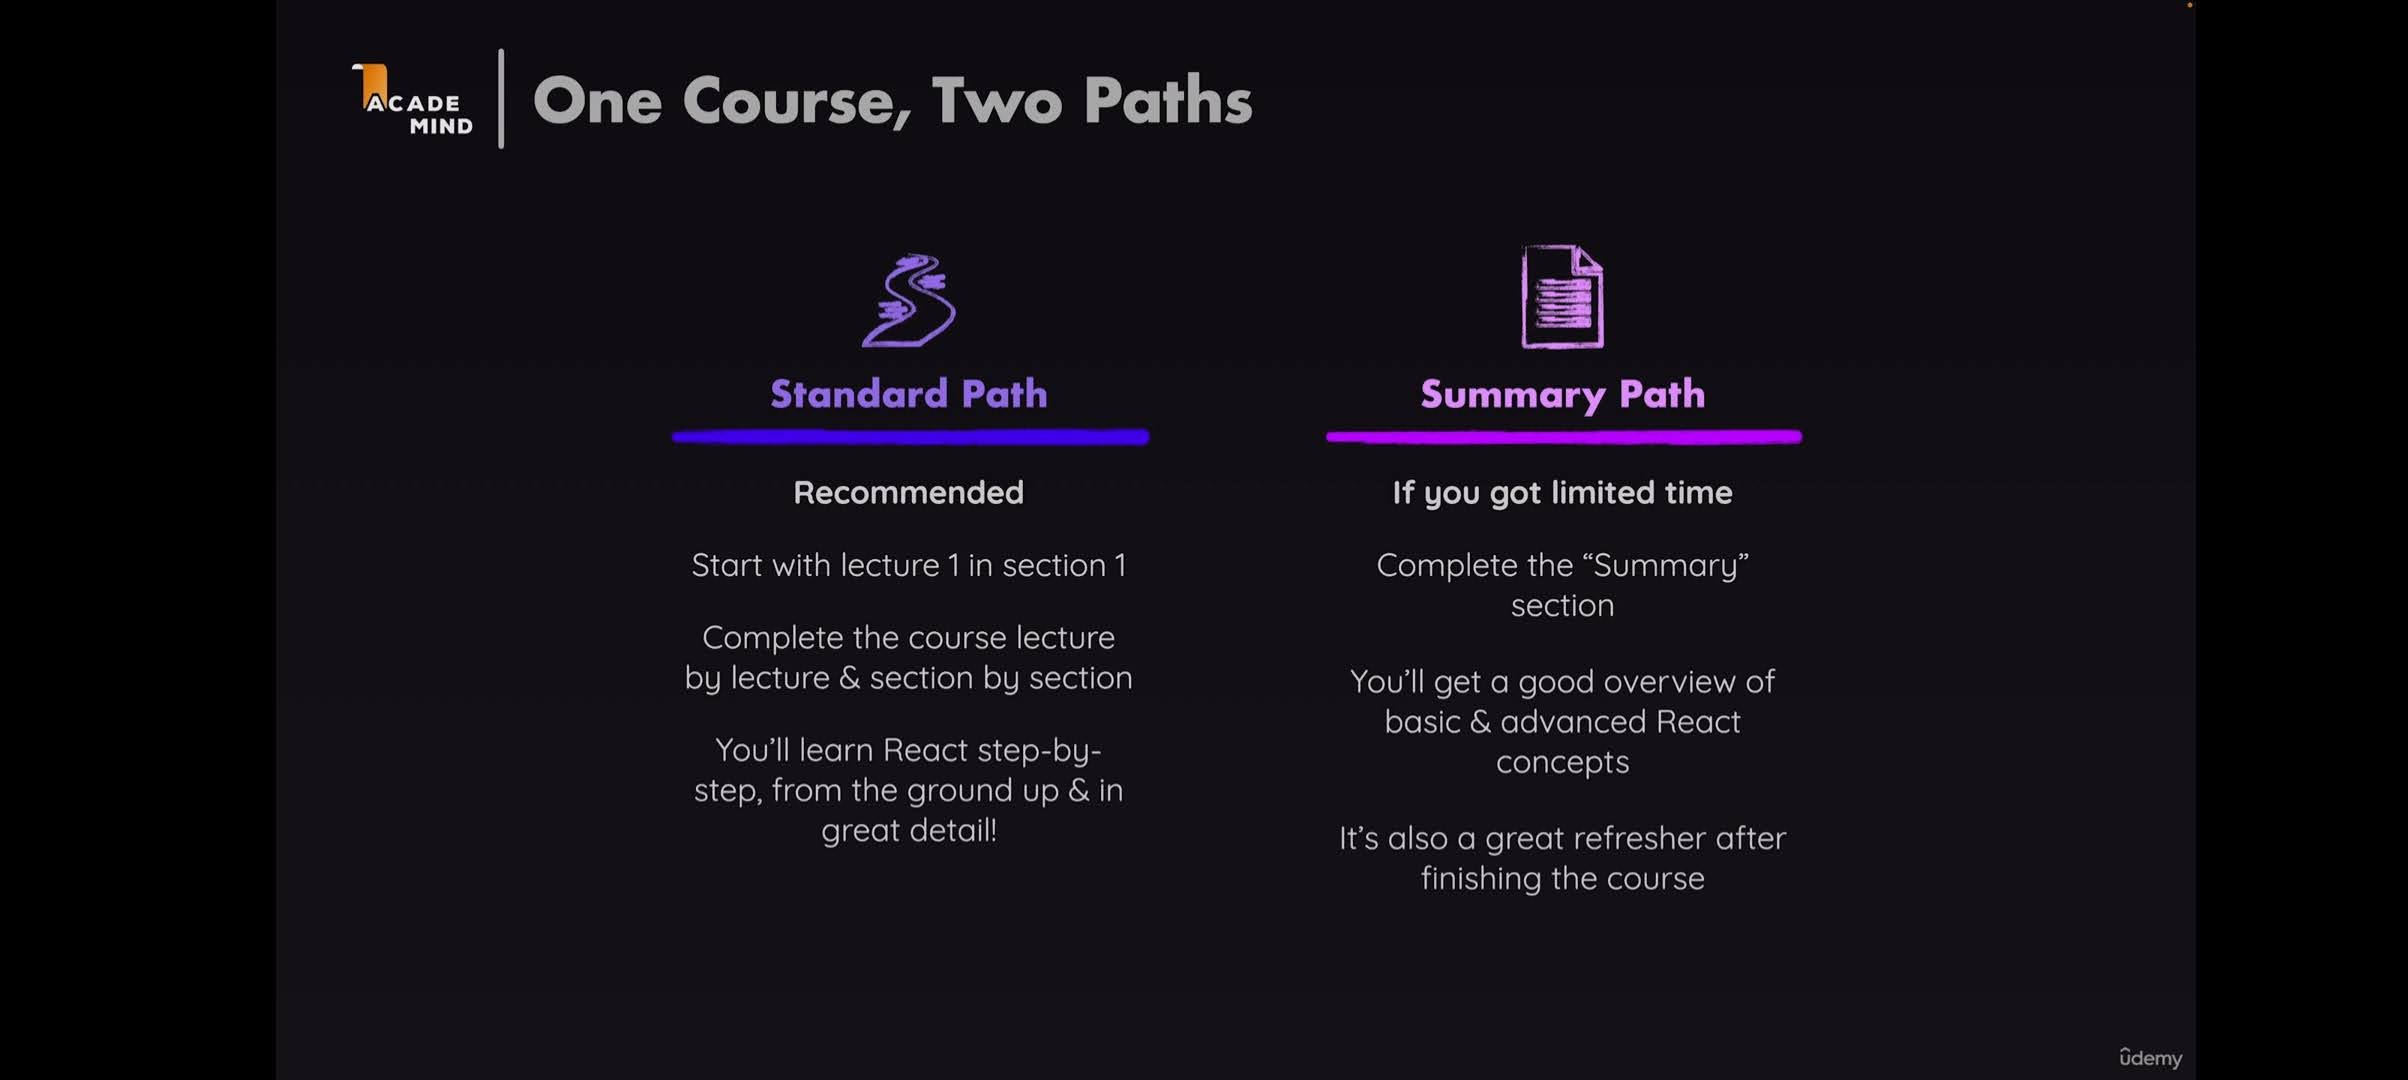 ACADE
MIND
One Course, Two Paths
Standard Path
Recommended
Start with lecture 1 in section 1
Complete the course lecture
by lecture & section by section
You'll learn React step-by-
step, from the ground up & in
great detail!
Summary Path
If you got limited time
Complete the “Summary”
section
You’ll get a good overview of
basic & advanced React
concepts
It’s also a great refresher after
finishing the course
ûdemy